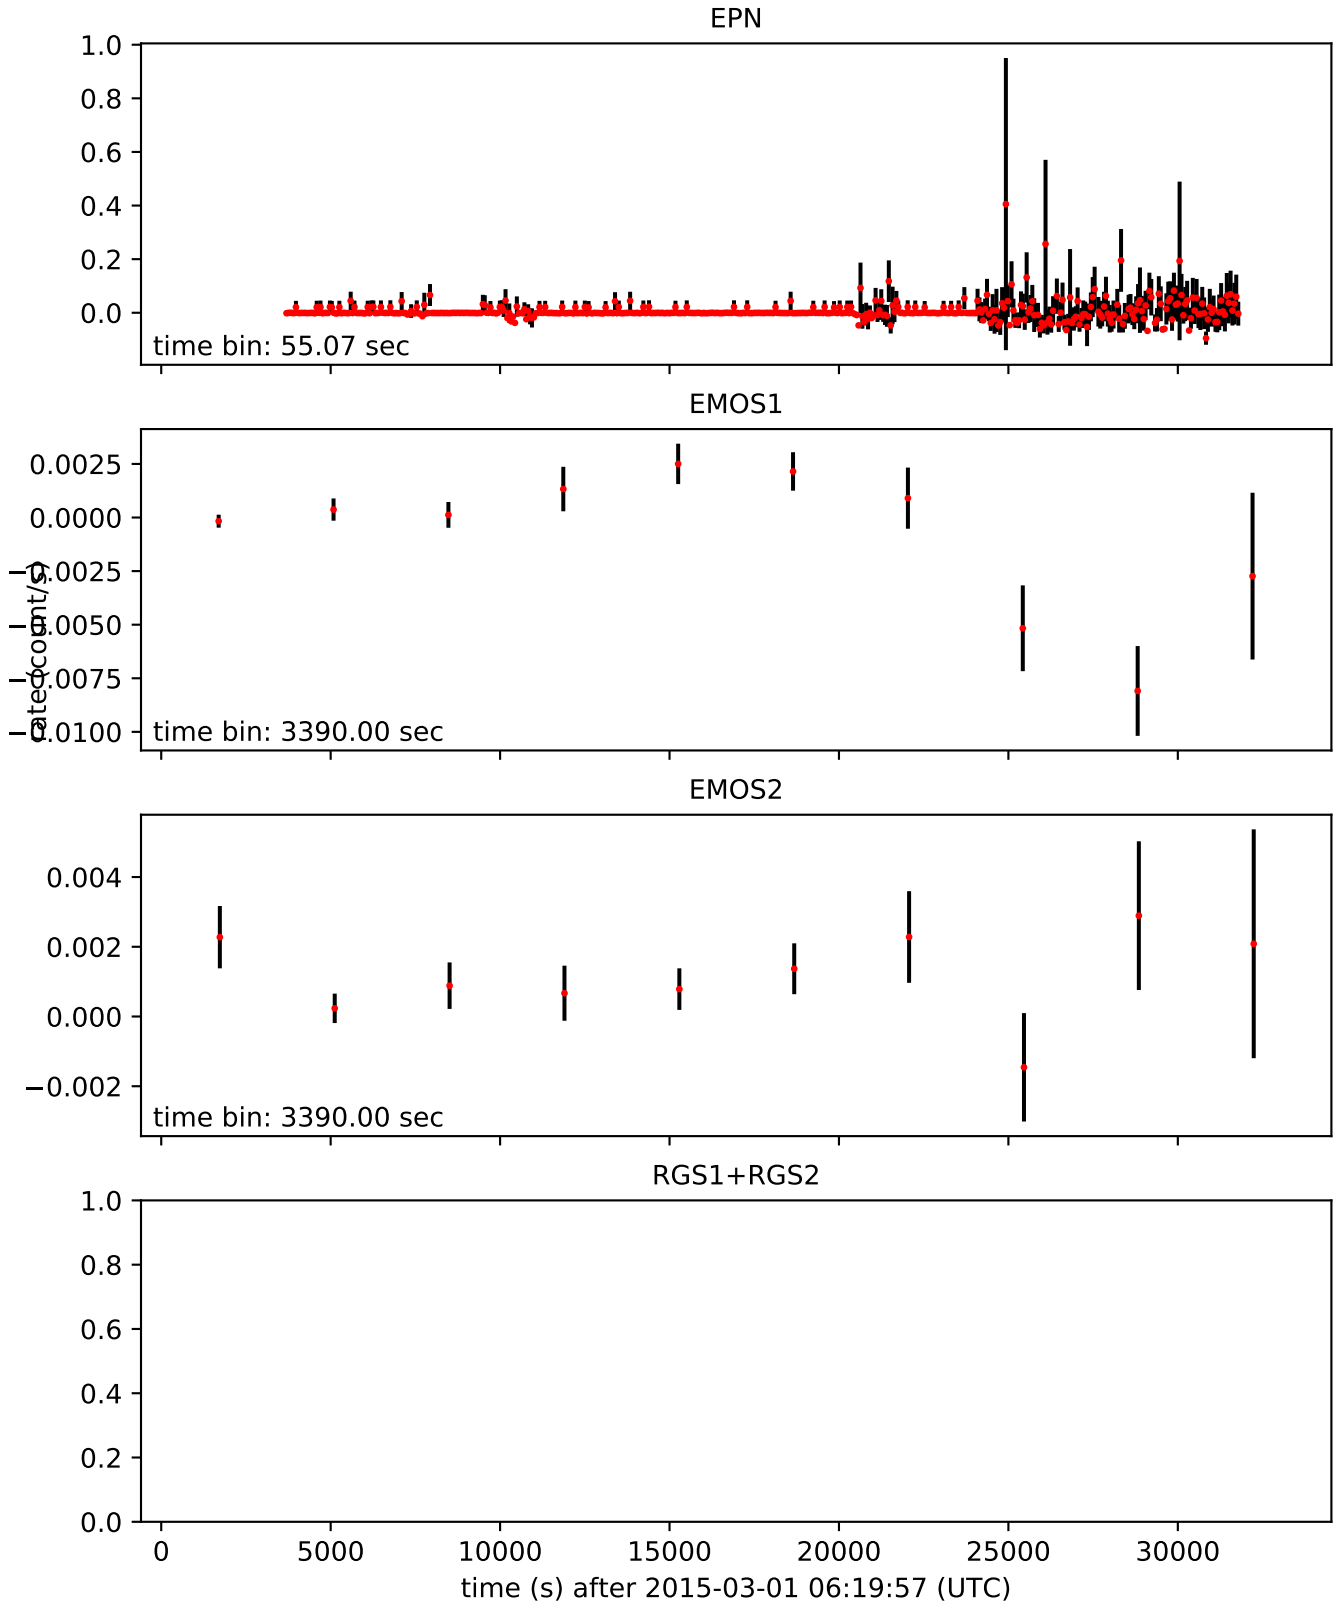 EPN
1.0
0.8
0.6
0.4
0.2
0.0
time bin: 55.07 sec
EMOS1
0.0025
0.0000
−0.0025
−0.0050
−0.0075
−0.0100
rate (count/s)
time bin: 3390.00 sec
EMOS2
0.004
0.002
0.000
−0.002
time bin: 3390.00 sec
RGS1+RGS2
1.0
0.8
0.6
0.4
0.2
0.0
0 5000 10000 15000 20000 25000 30000
time (s) after 2015-03-01 06:19:57 (UTC)